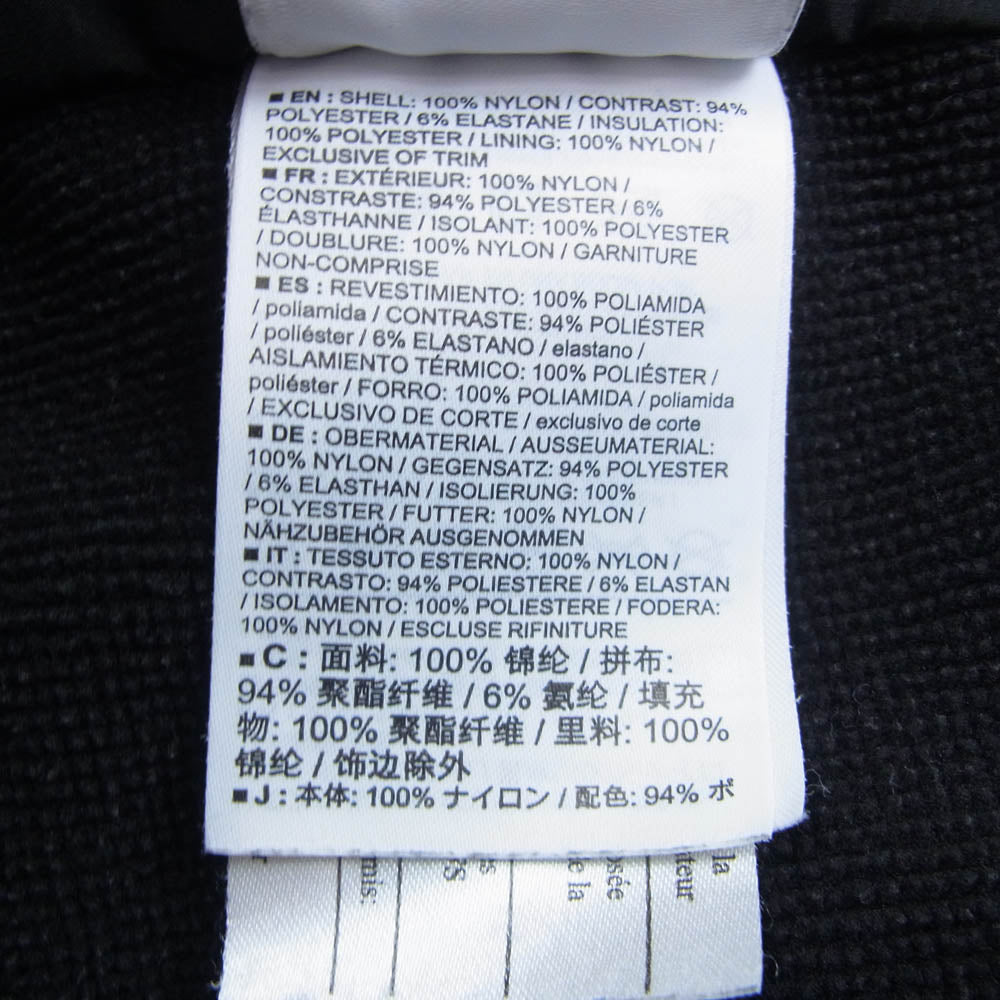 ■ EN : SHELL: 100% NYLON / CONTRAST: 94%
POLYESTER / 6% ELASTANE / INSULATION:
100% POLYESTER / LINING: 100% NYLON /
EXCLUSIVE OF TRIM
■ FR : EXTÉRIEUR: 100% NYLON /
CONSTRASTE: 94% POLYESTER / 6%
ÉLASTHANNE / ISOLANT: 100% POLYESTER
/ DOUBLURE: 100% NYLON / GARNITURE
NON-COMPRISE
■ ES : REVESTIMIENTO: 100% POLIAMIDA
/ poliamida / CONTRASTE: 94% POLIÉSTER
/ poliéster / 6% ELASTANO / elastano /
AISLAMIENTO TÉRMICO: 100% POLIÉSTER /
poliéster / FORRO: 100% POLIAMIDA / poliamida
/ EXCLUSIVO DE CORTE / exclusivo de corte
■ DE : OBERMATERIAL / AUSSEUMATERIAL:
100% NYLON / GEGENSATZ: 94% POLYESTER
/ 6% ELASTHAN / ISOLIERUNG: 100%
POLYESTER / FUTTER: 100% NYLON /
NÄHZUBEHÖR AUSGENOMMEN
■ IT : TESSUTO ESTERNO: 100% NYLON /
CONTRASTO: 94% POLIESTERE / 6% ELASTAN
/ ISOLAMENTO: 100% POLIESTERE / FODERA:
100% NYLON / ESCLUSE RIFINITURE
■ C : 面料: 100% 锦纶 / 拼布:
94% 聚酯纤维 / 6% 氨纶 / 填充
物: 100% 聚酯纤维 / 里料: 100%
锦纶 / 饰边除外
■ J : 本体: 100% ナイロン / 配色: 94% ポ
la
de la